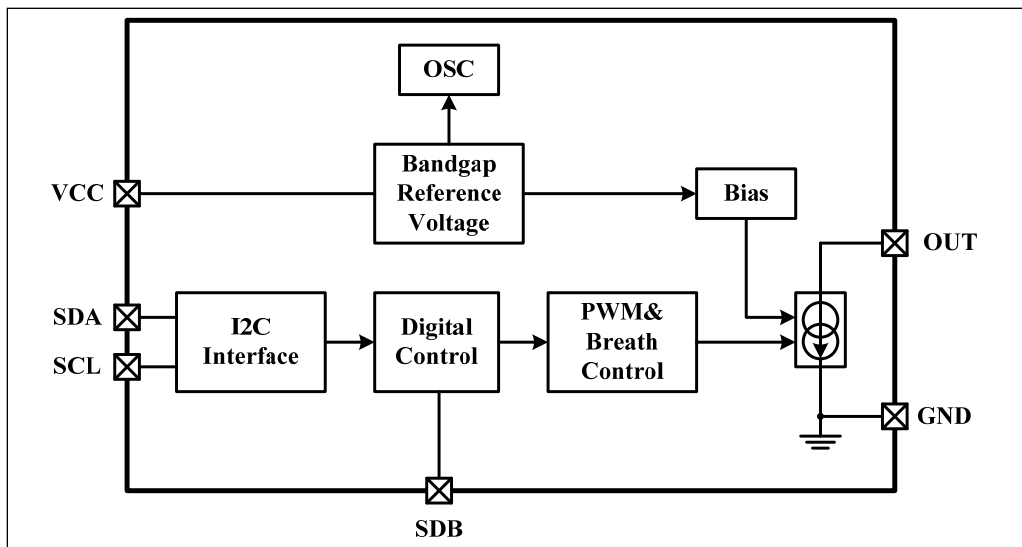 OSC
VCC
Bandgap
Reference
Voltage
Bias
OUT
SDA
SCL
I2C
Interface
Digital
Control
PWM&
Breath
Control
GND
SDB